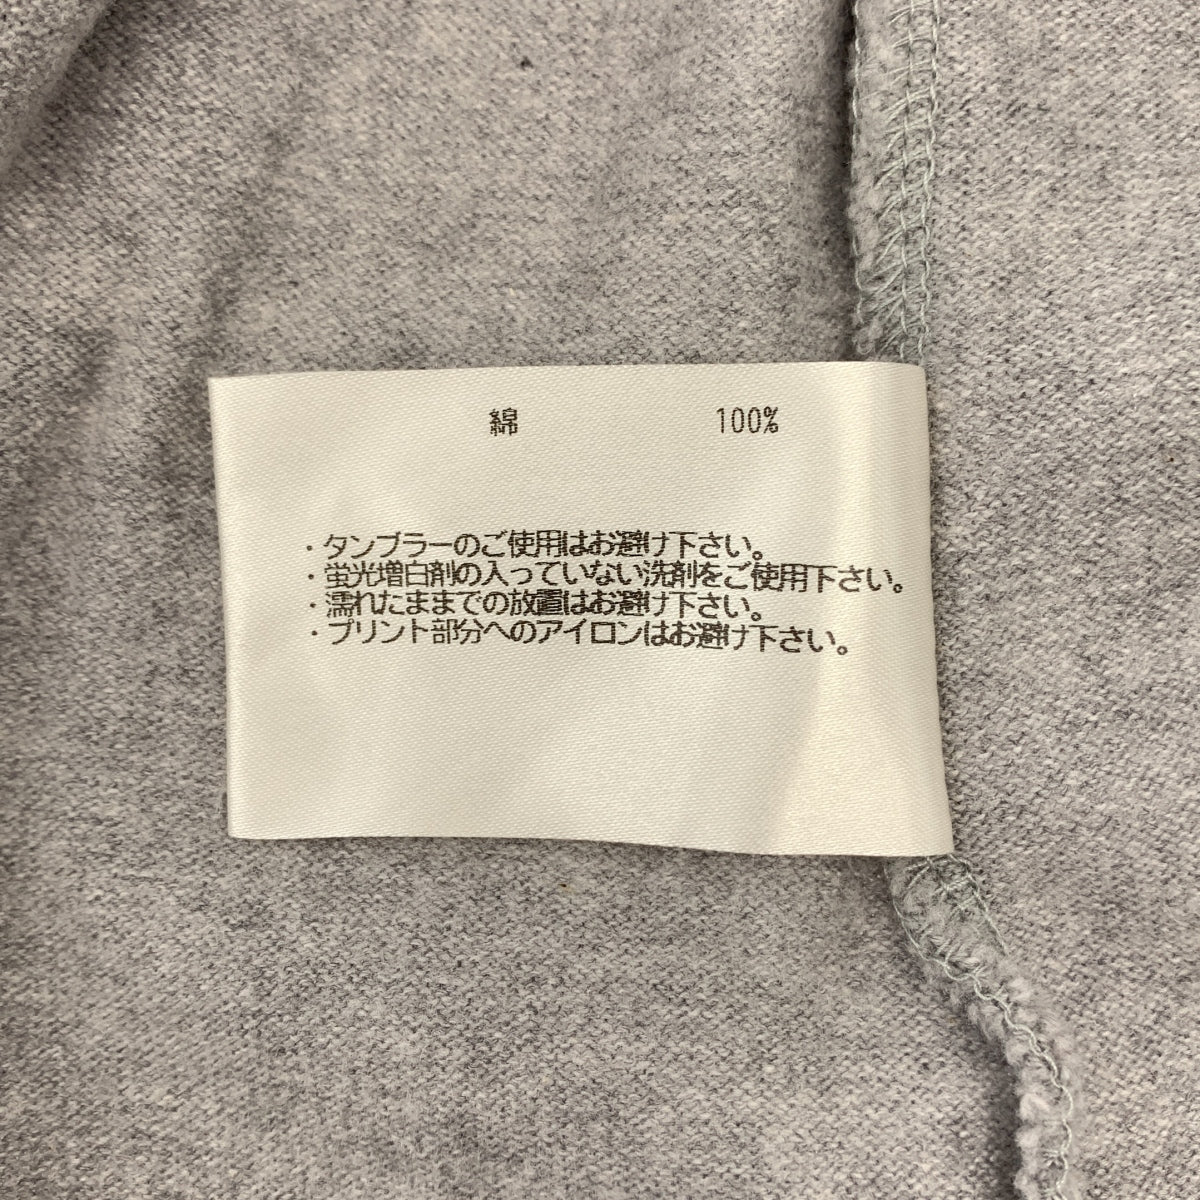 綿 100%
・タンブラーのご使用はお避け下さい。
・蛍光増白剤の入っていない洗剤をご使用下さい。
・濡れたままでの放置はお避け下さい。
・プリント部分へのアイロンはお避け下さい。